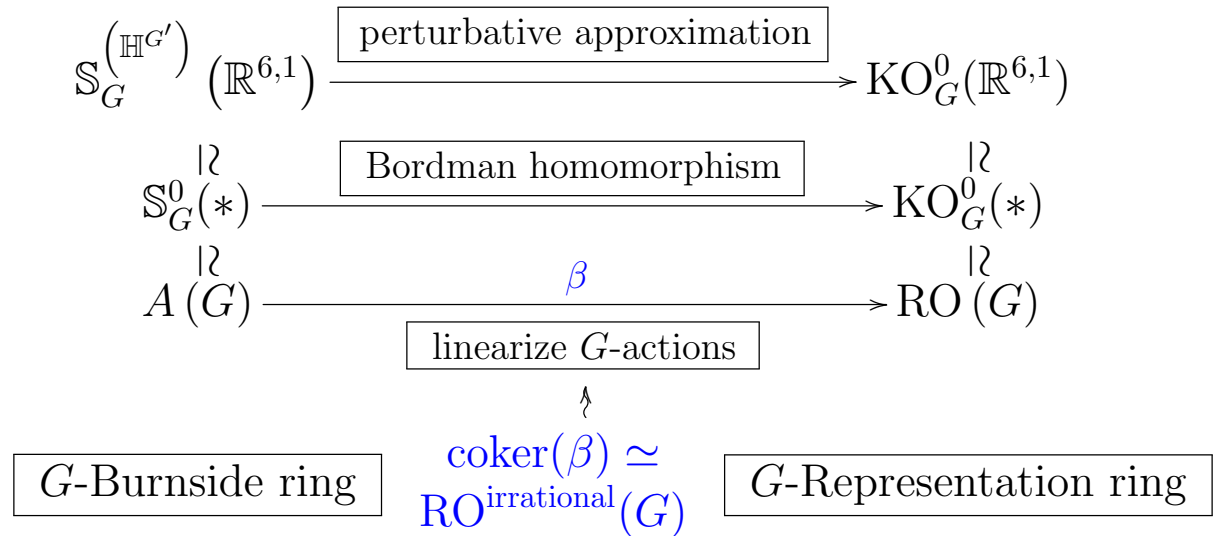 𝕊_G^{(ℍ^{G′})} (ℝ^{6,1}) perturbative approximation KO_G^0(ℝ^{6,1})
≀| ≀|
𝕊_G^0(∗) Bordman homomorphism KO_G^0(∗)
≀| ≀|
A (G) β RO (G)
linearize G-actions
coker(β) ≃
G-Burnside ring RO^{irrational}(G) G-Representation ring